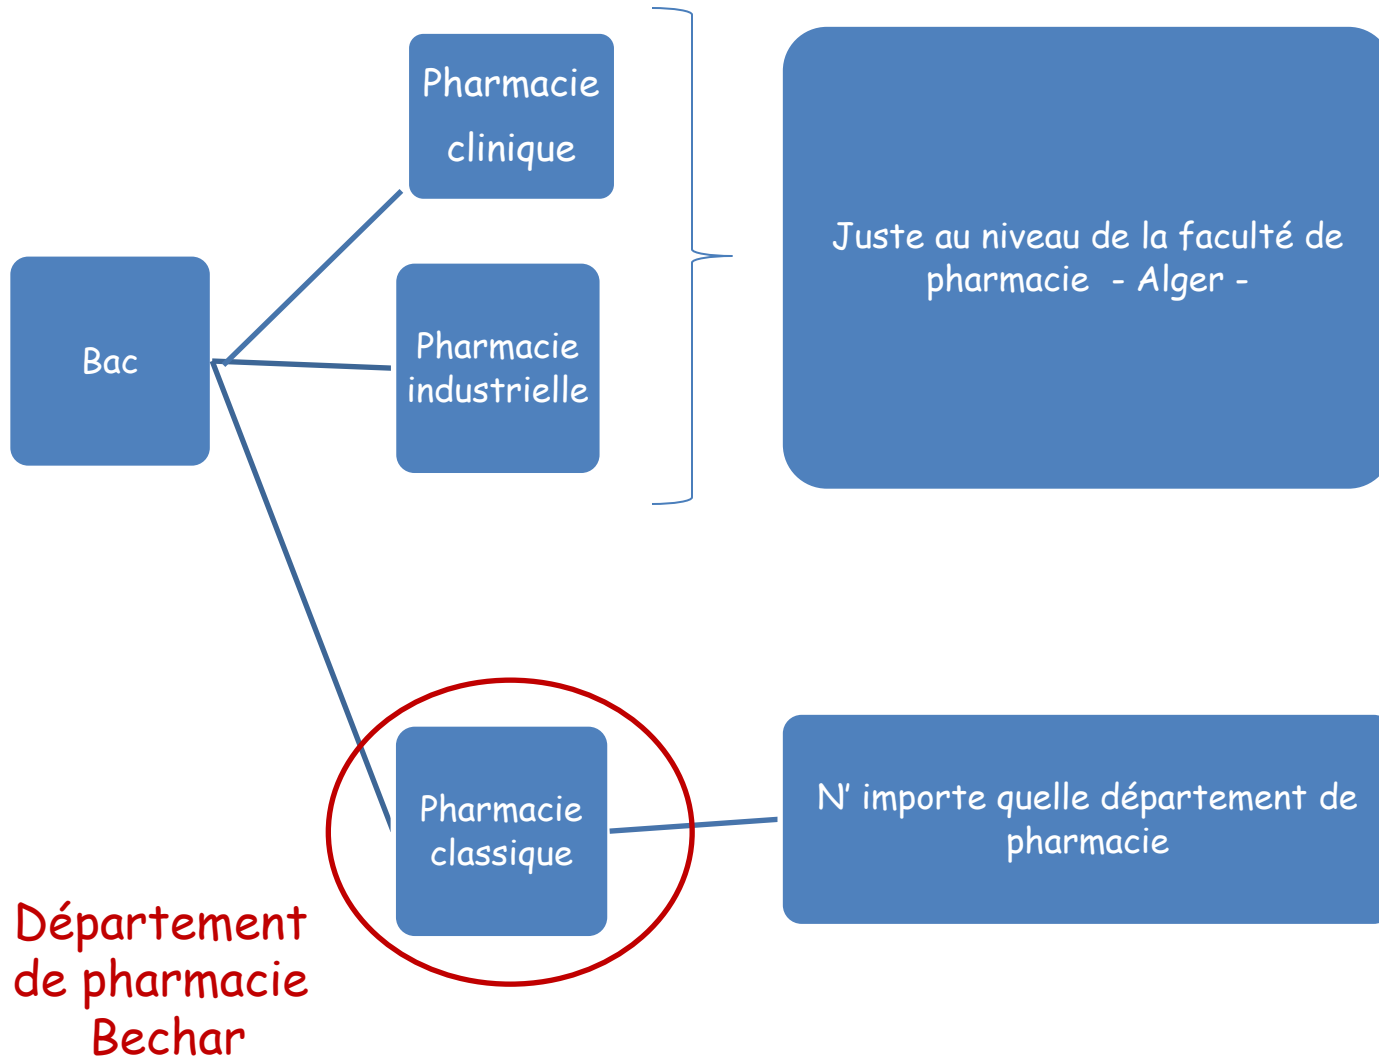 Pharmacie
clinique
Juste au niveau de la faculté de
pharmacie - Alger -
Bac
Pharmacie
industrielle
Pharmacie
classique
N' importe quelle département de
pharmacie
Département
de pharmacie
Bechar